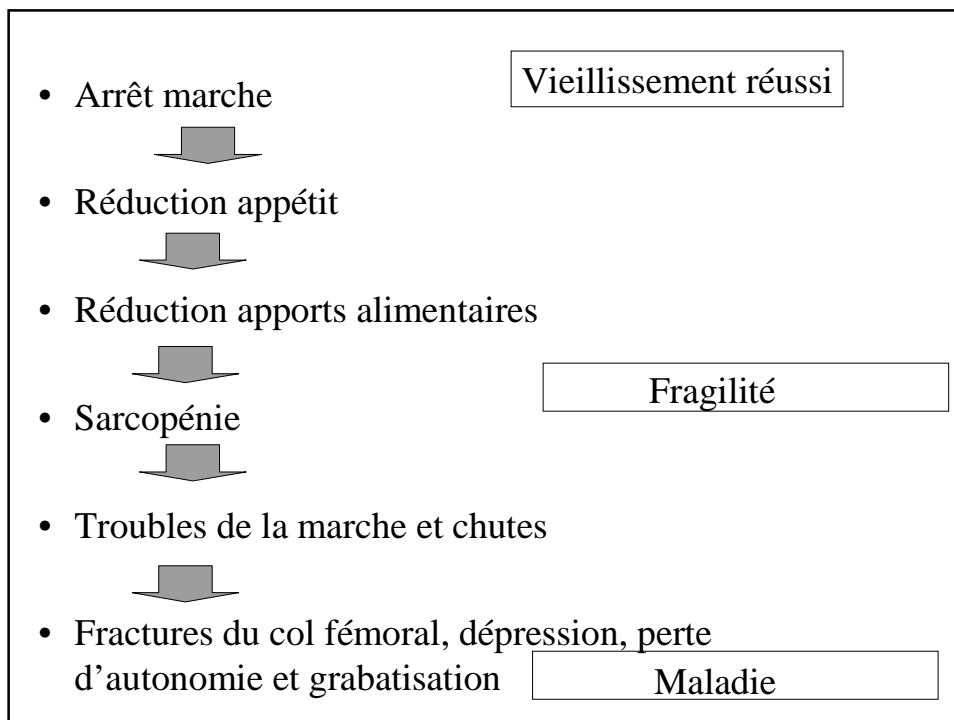 Vieillissement réussi
• Arrêt marche
• Réduction appétit
• Réduction apports alimentaires
Fragilité
• Sarcopénie
• Troubles de la marche et chutes
• Fractures du col fémoral, dépression, perte
d’autonomie et grabatisation
Maladie